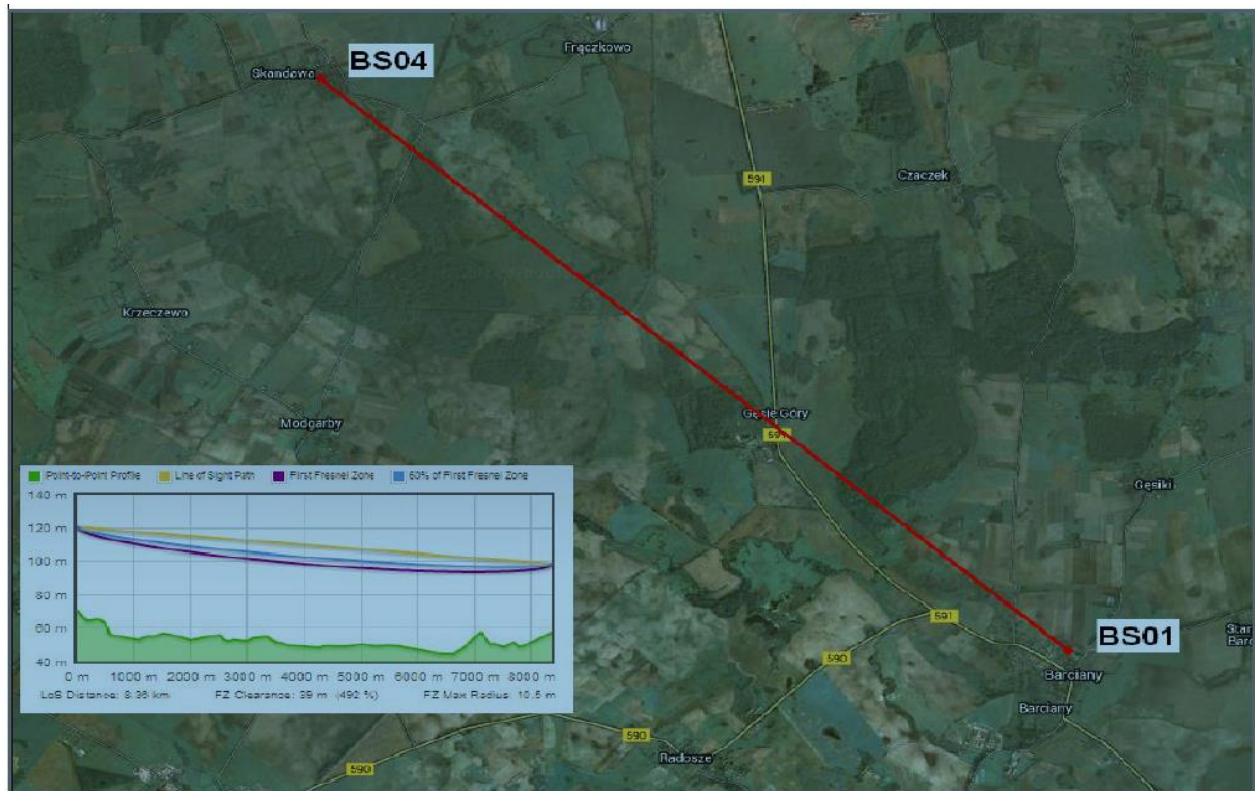 BS04
Frączkowo
Skandawa
591
Czaczek
Krzeczewo
Gęsie Góry
591
Modgarby
Gęsiki
Point-to-Point Profile
Line of Sight Path
First Fresnel Zone
60% of First Fresnel Zone
140 m
120 m
100 m
80 m
60 m
40 m
0 m 1000 m 2000 m 3000 m 4000 m 5000 m 6000 m 7000 m 8000 m
LoS Distance: 8.36 km FZ Clearance: 39 m (492 %) FZ Max Radius: 10.5 m
591
BS01
590
Barciany
Barciany
590
Radosze
590